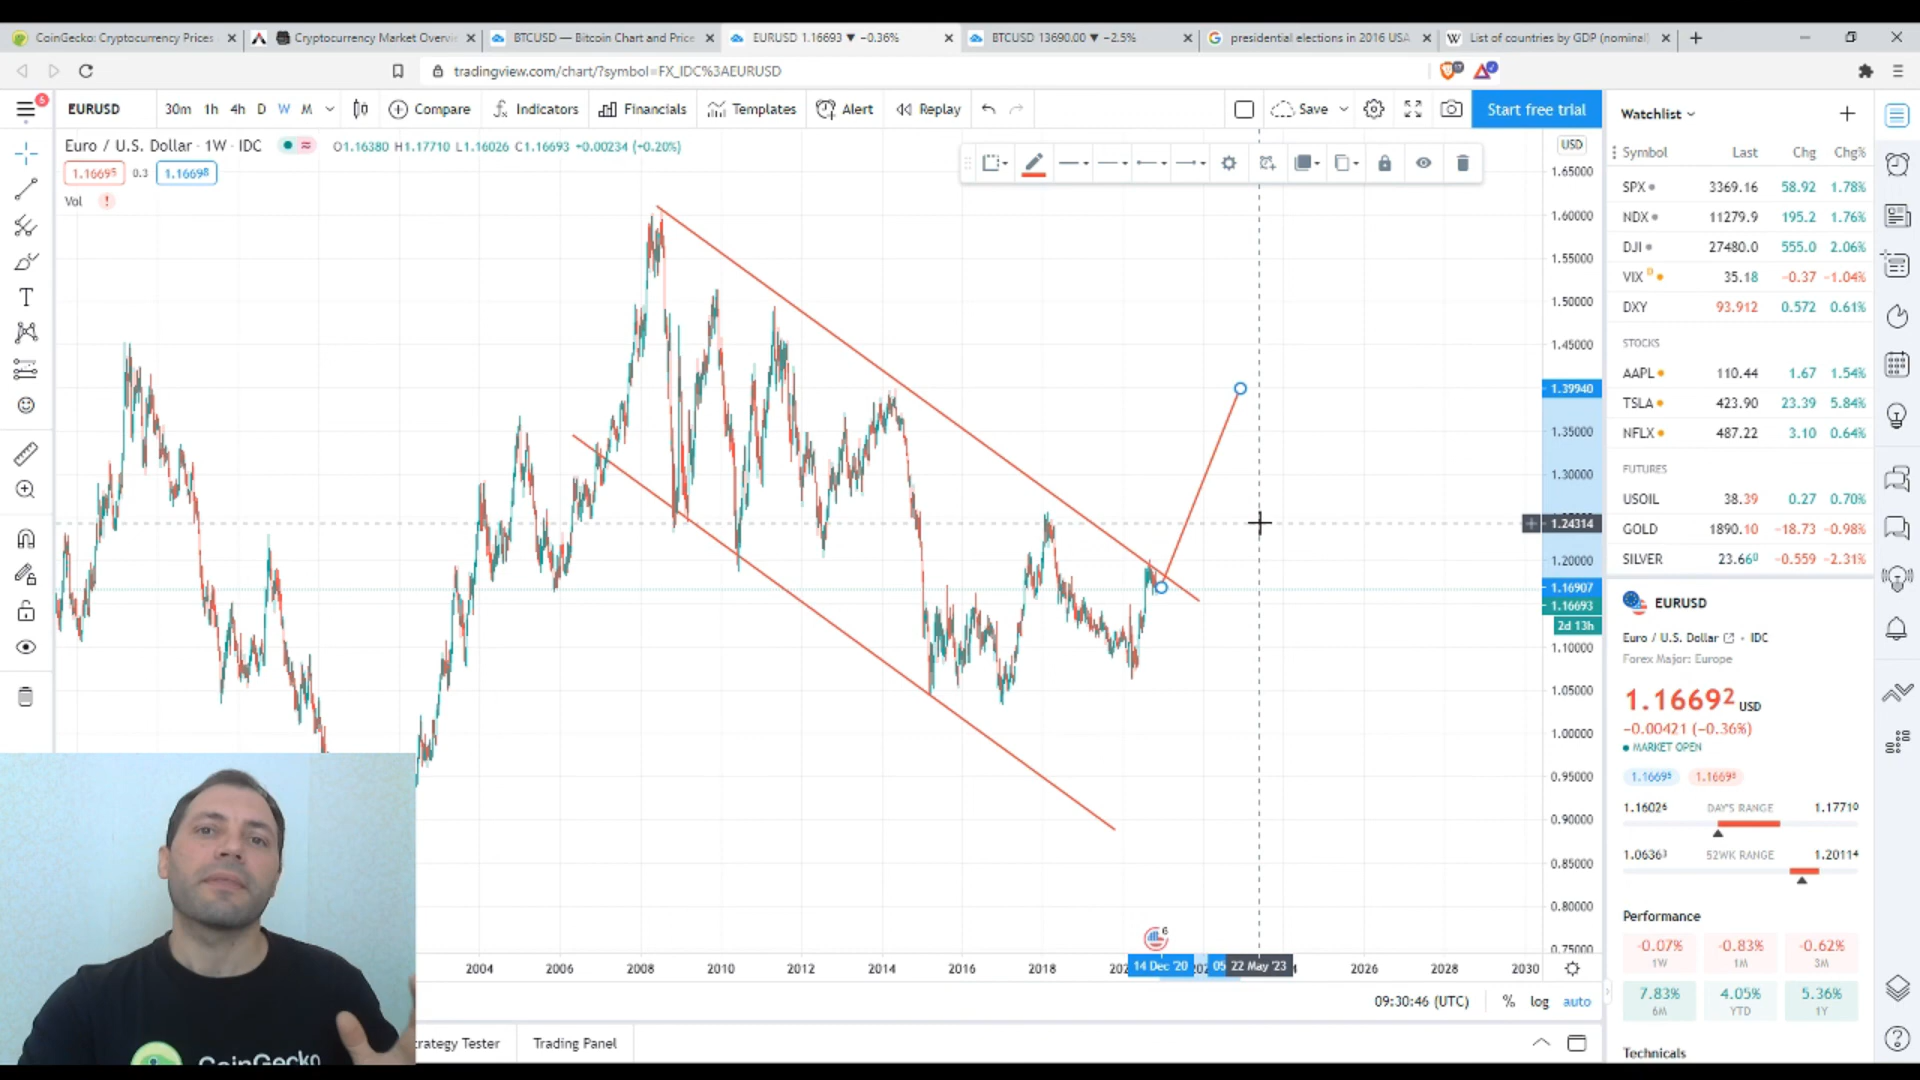 CoinGecko: Cryptocurrency Prices
Cryptocurrency Market Overvi
BTCUSD — Bitcoin Chart and Price
EURUSD 1.16693 ▼ −0.36%
BTCUSD 13690.00 ▼ −2.5%
presidential elections in 2016 USA
List of countries by GDP (nominal)
tradingview.com/chart/?symbol=FX_IDC%3AEURUSD
EURUSD 30m 1h 4h D W M Compare Indicators Financials Templates Alert Replay Save Start free trial
6
Euro / U.S. Dollar · 1W · IDC
O1.16380 H1.17710 L1.16026 C1.16693 +0.00234 (+0.20%)
1.16695 0.3 1.16698
Vol !
USD
1.65000
1.60000
1.55000
1.50000
1.45000
1.39940
1.35000
1.30000
1.24314
1.20000
1.16907
1.16693
2d 13h
1.10000
1.05000
1.00000
0.95000
0.90000
0.85000
0.80000
0.75000
6
2004 2006 2008 2010 2012 2014 2016 2018 14 Dec '20 05 22 May '23 2026 2028 2030
09:30:46 (UTC) % log auto
trategy Tester Trading Panel
CoinGecko
Watchlist
Symbol Last Chg Chg%
SPX 3369.16 58.92 1.78%
NDX 11279.9 195.2 1.76%
DJI 27480.0 555.0 2.06%
VIX D 35.18 −0.37 −1.04%
DXY 93.912 0.572 0.61%
STOCKS
AAPL 110.44 1.67 1.54%
TSLA 423.90 23.39 5.84%
NFLX 487.22 3.10 0.64%
FUTURES
USOIL 38.39 0.27 0.70%
GOLD 1890.10 −18.73 −0.98%
SILVER 23.660 −0.559 −2.31%
EURUSD
Euro / U.S. Dollar · IDC
Forex Major: Europe
1.16692 USD
−0.00421 (−0.36%)
MARKET OPEN
1.16695 1.16698
1.16026 DAY'S RANGE 1.17710
1.06363 52WK RANGE 1.20114
Performance
-0.07% -0.83% -0.62%
1W 1M 3M
7.83% 4.05% 5.36%
6M YTD 1Y
Technicals